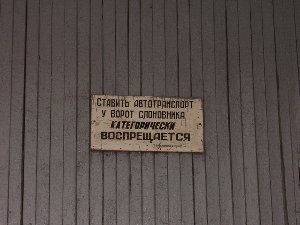 СТАВИТЬ АВТОТРАНСПОРТ
У ВОРОТ СЛОНОВНИКА
КАТЕГОРИЧЕСКИ
ВОСПРЕЩАЕТСЯ